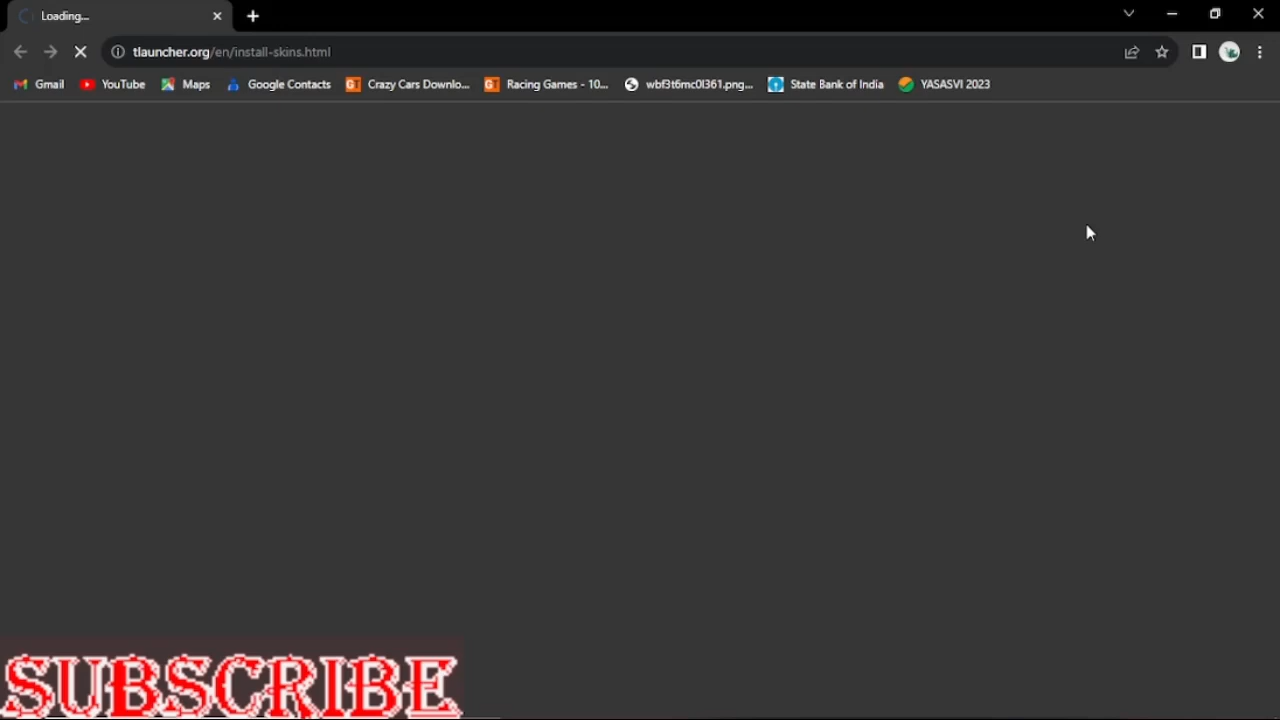 Loading...
tlauncher.org/en/install-skins.html
Gmail YouTube Maps Google Contacts Crazy Cars Downlo... Racing Games - 10... wbf3t6mc0l361.png... State Bank of India YASASVI 2023
SUBSCRIBE